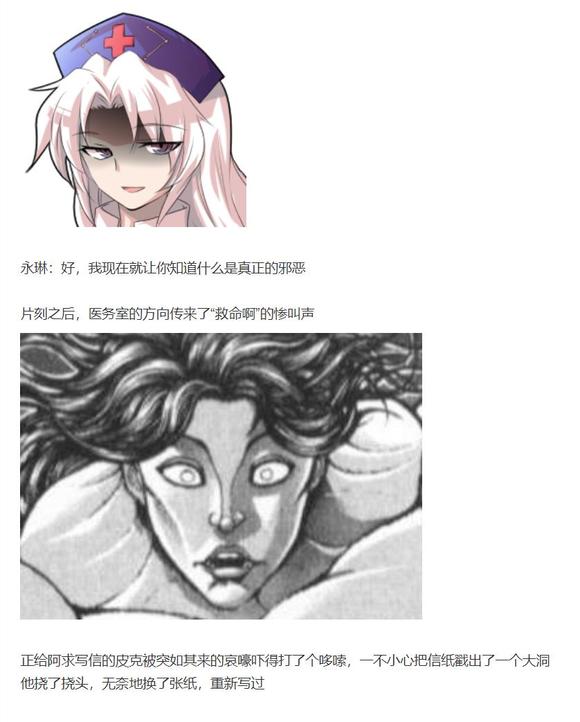 永琳：好，我现在就让你知道什么是真正的邪恶
片刻之后，医务室的方向传来了“救命啊”的惨叫声
正给阿求写信的皮克被突如其来的哀嚎吓得打了个哆嗦，一不小心把信纸戳出了一个大洞
他挠了挠头，无奈地换了张纸，重新写过